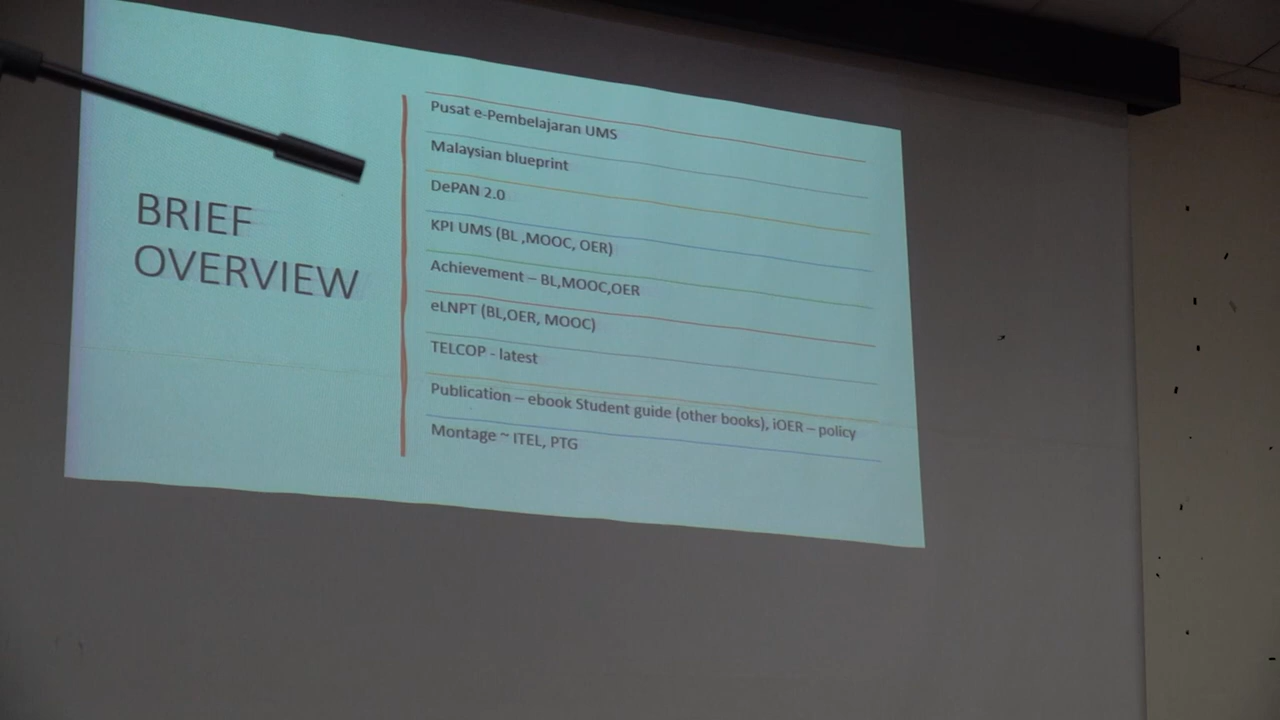 BRIEF
OVERVIEW
Pusat e-Pembelajaran UMS
Malaysian blueprint
DePAN 2.0
KPI UMS (BL ,MOOC, OER)
Achievement – BL,MOOC,OER
eLNPT (BL,OER, MOOC)
TELCOP - latest
Publication – ebook Student guide (other books), iOER – policy
Montage ~ ITEL, PTG